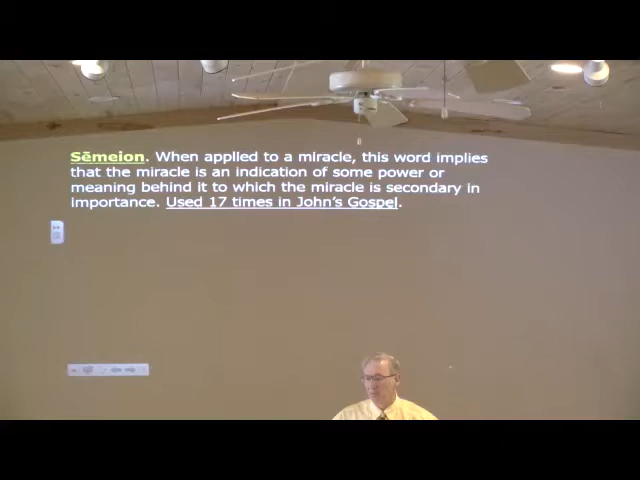 Sēmeion. When applied to a miracle, this word implies
that the miracle is an indication of some power or
meaning behind it to which the miracle is secondary in
importance. Used 17 times in John's Gospel.